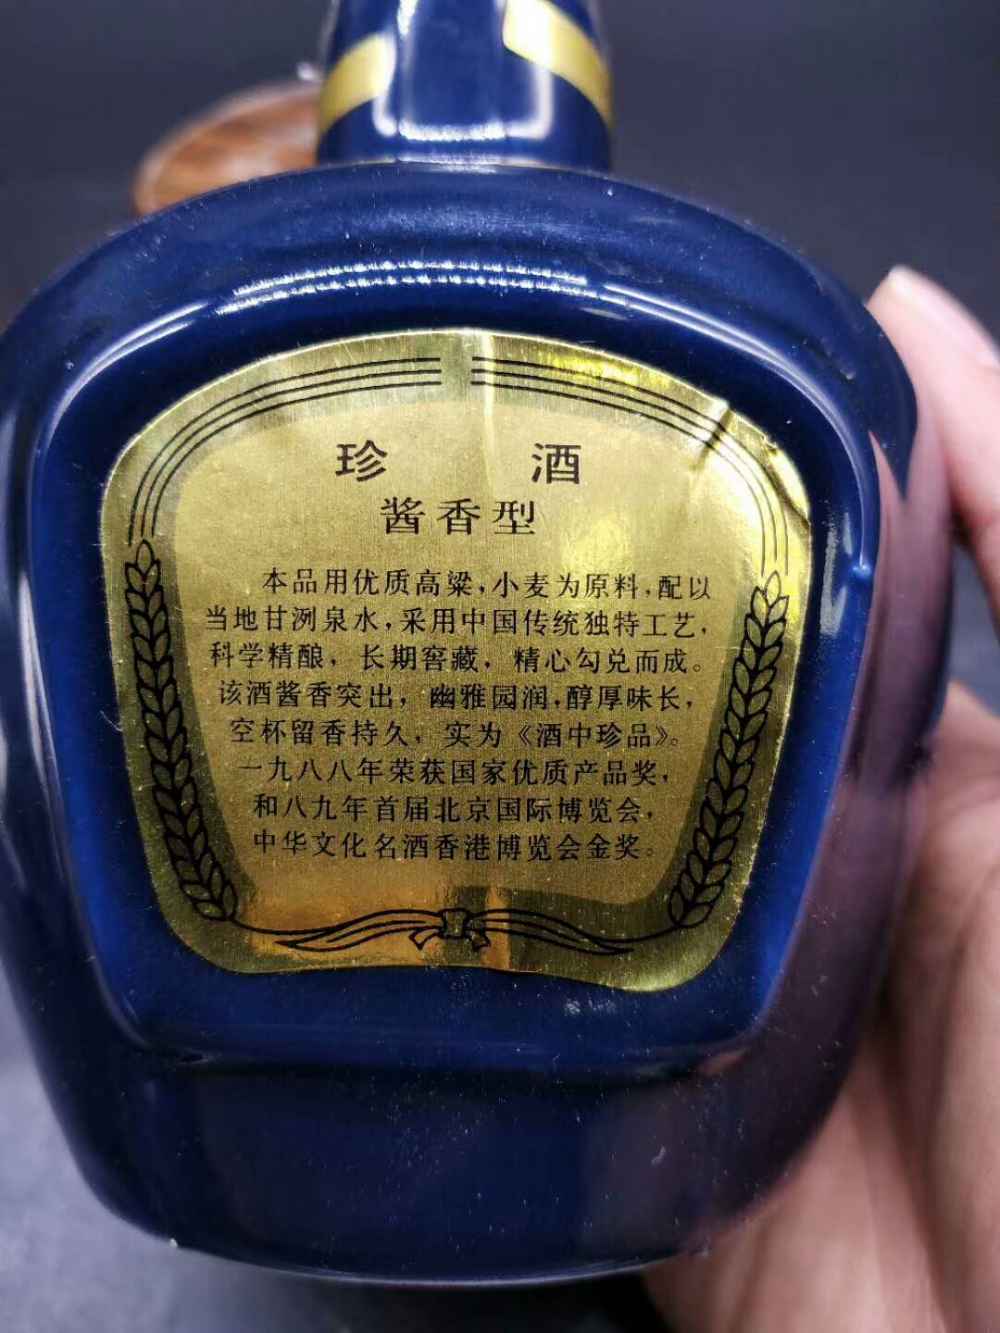 珍 酒
酱香型
本品用优质高粱,小麦为原料,配以
当地甘洌泉水,采用中国传统独特工艺,
科学精酿,长期窖藏,精心勾兑而成。
该酒酱香突出,幽雅园润,醇厚味长,
空杯留香持久,实为《酒中珍品》。
一九八八年荣获国家优质产品奖,
和八九年首届北京国际博览会,
中华文化名酒香港博览会金奖。